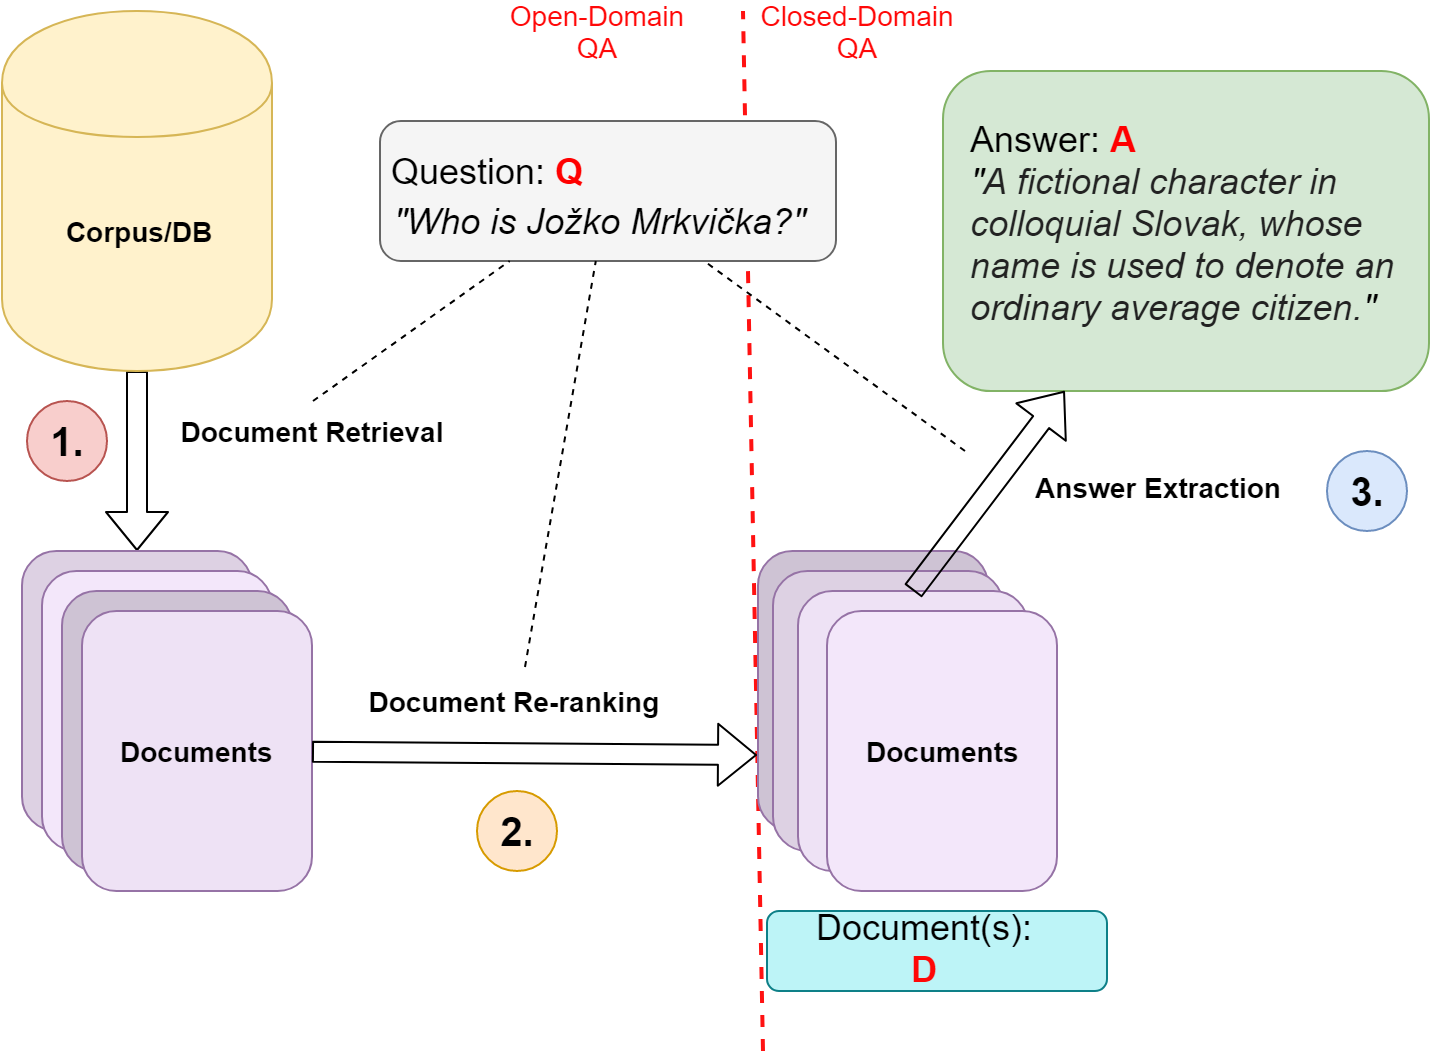 Open-Domain
QA
Closed-Domain
QA
Corpus/DB
Question: Q
"Who is Jožko Mrkvička?"
Answer: A
"A fictional character in
colloquial Slovak, whose
name is used to denote an
ordinary average citizen."
1.
Document Retrieval
Answer Extraction
3.
Document Re-ranking
Documents
Documents
2.
Document(s):
D